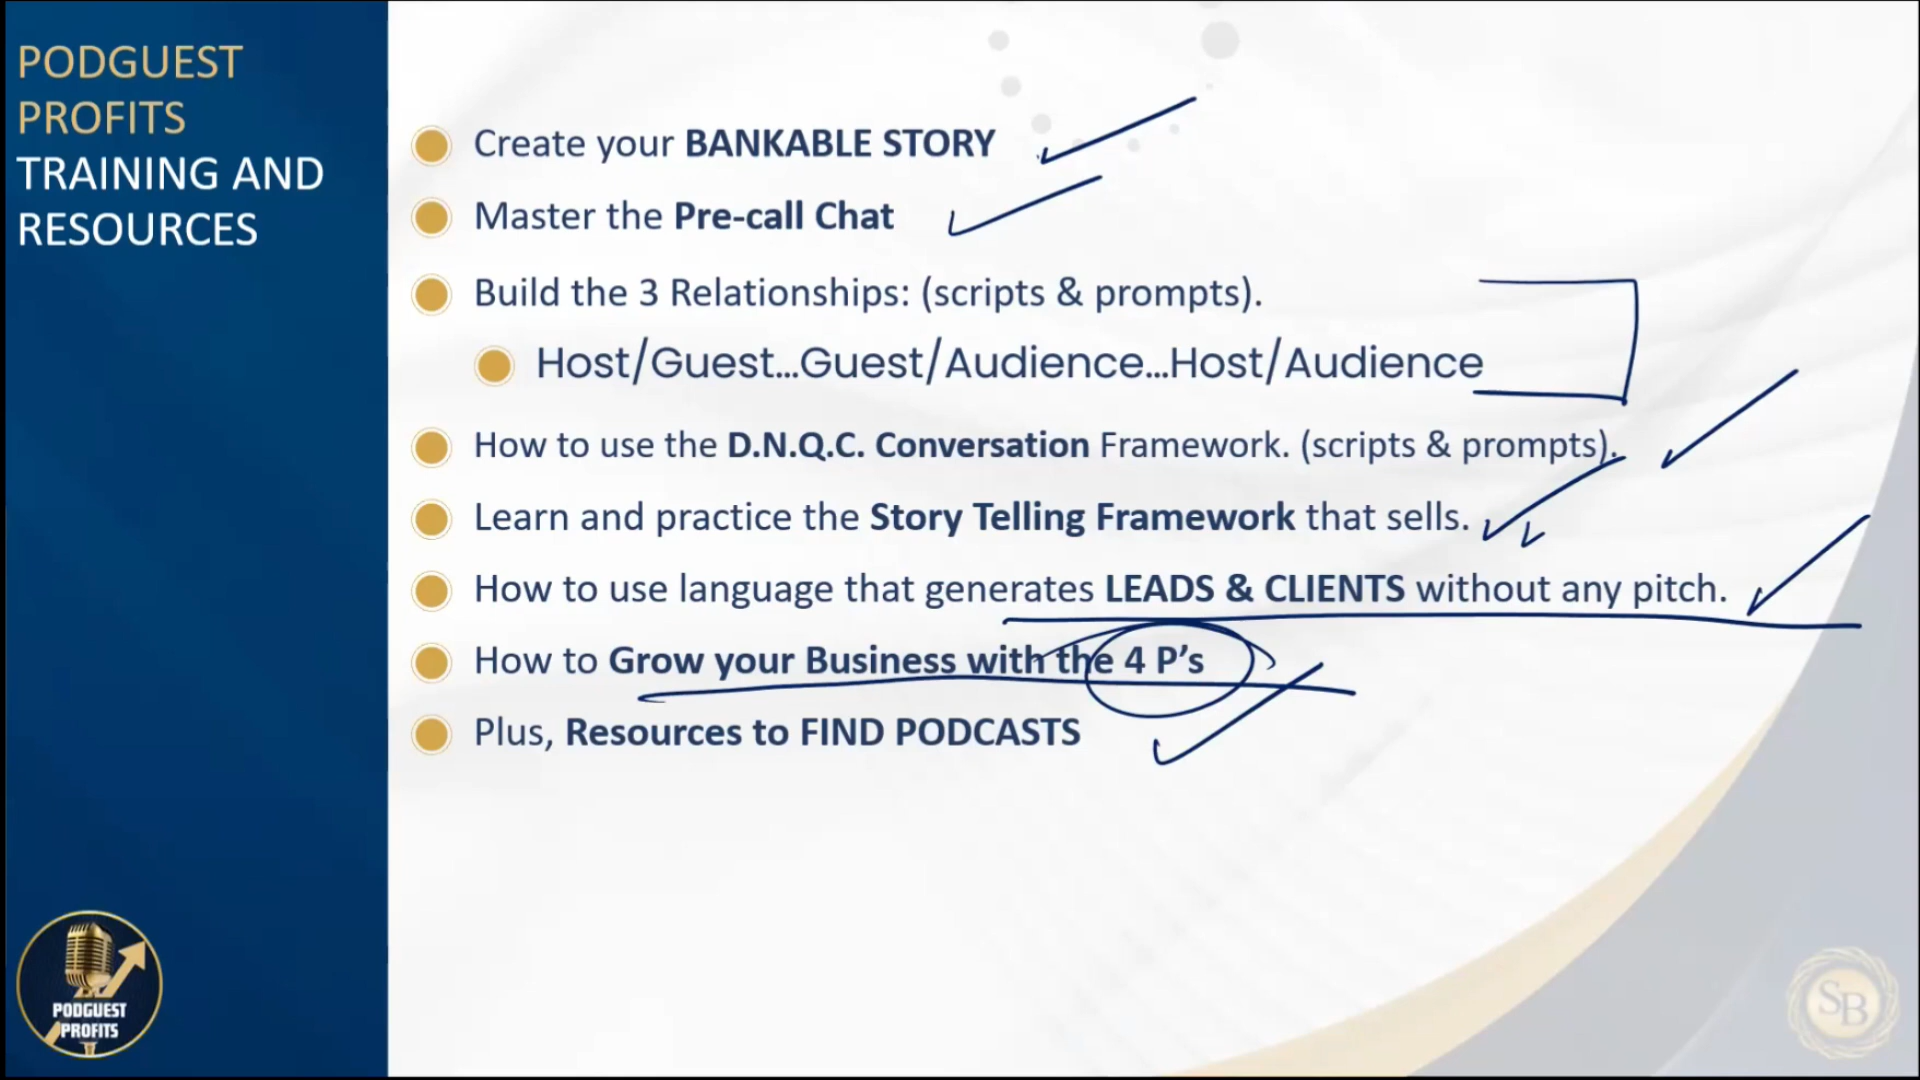 PODGUEST
PROFITS
TRAINING AND
RESOURCES
Create your BANKABLE STORY
Master the Pre-call Chat
Build the 3 Relationships: (scripts & prompts).
Host/Guest...Guest/Audience...Host/Audience
How to use the D.N.Q.C. Conversation Framework. (scripts & prompts).
Learn and practice the Story Telling Framework that sells.
How to use language that generates LEADS & CLIENTS without any pitch.
How to Grow your Business with the 4 P's
Plus, Resources to FIND PODCASTS
PODGUEST
PROFITS
SB